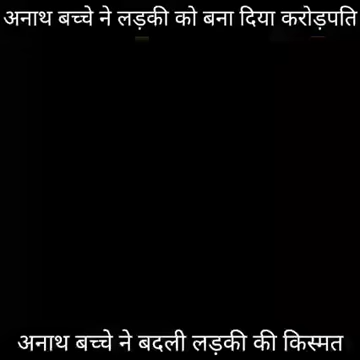 अनाथ बच्चे ने लड़की को बना दिया करोड़पति
अनाथ बच्चे ने बदली लड़की की किस्मत